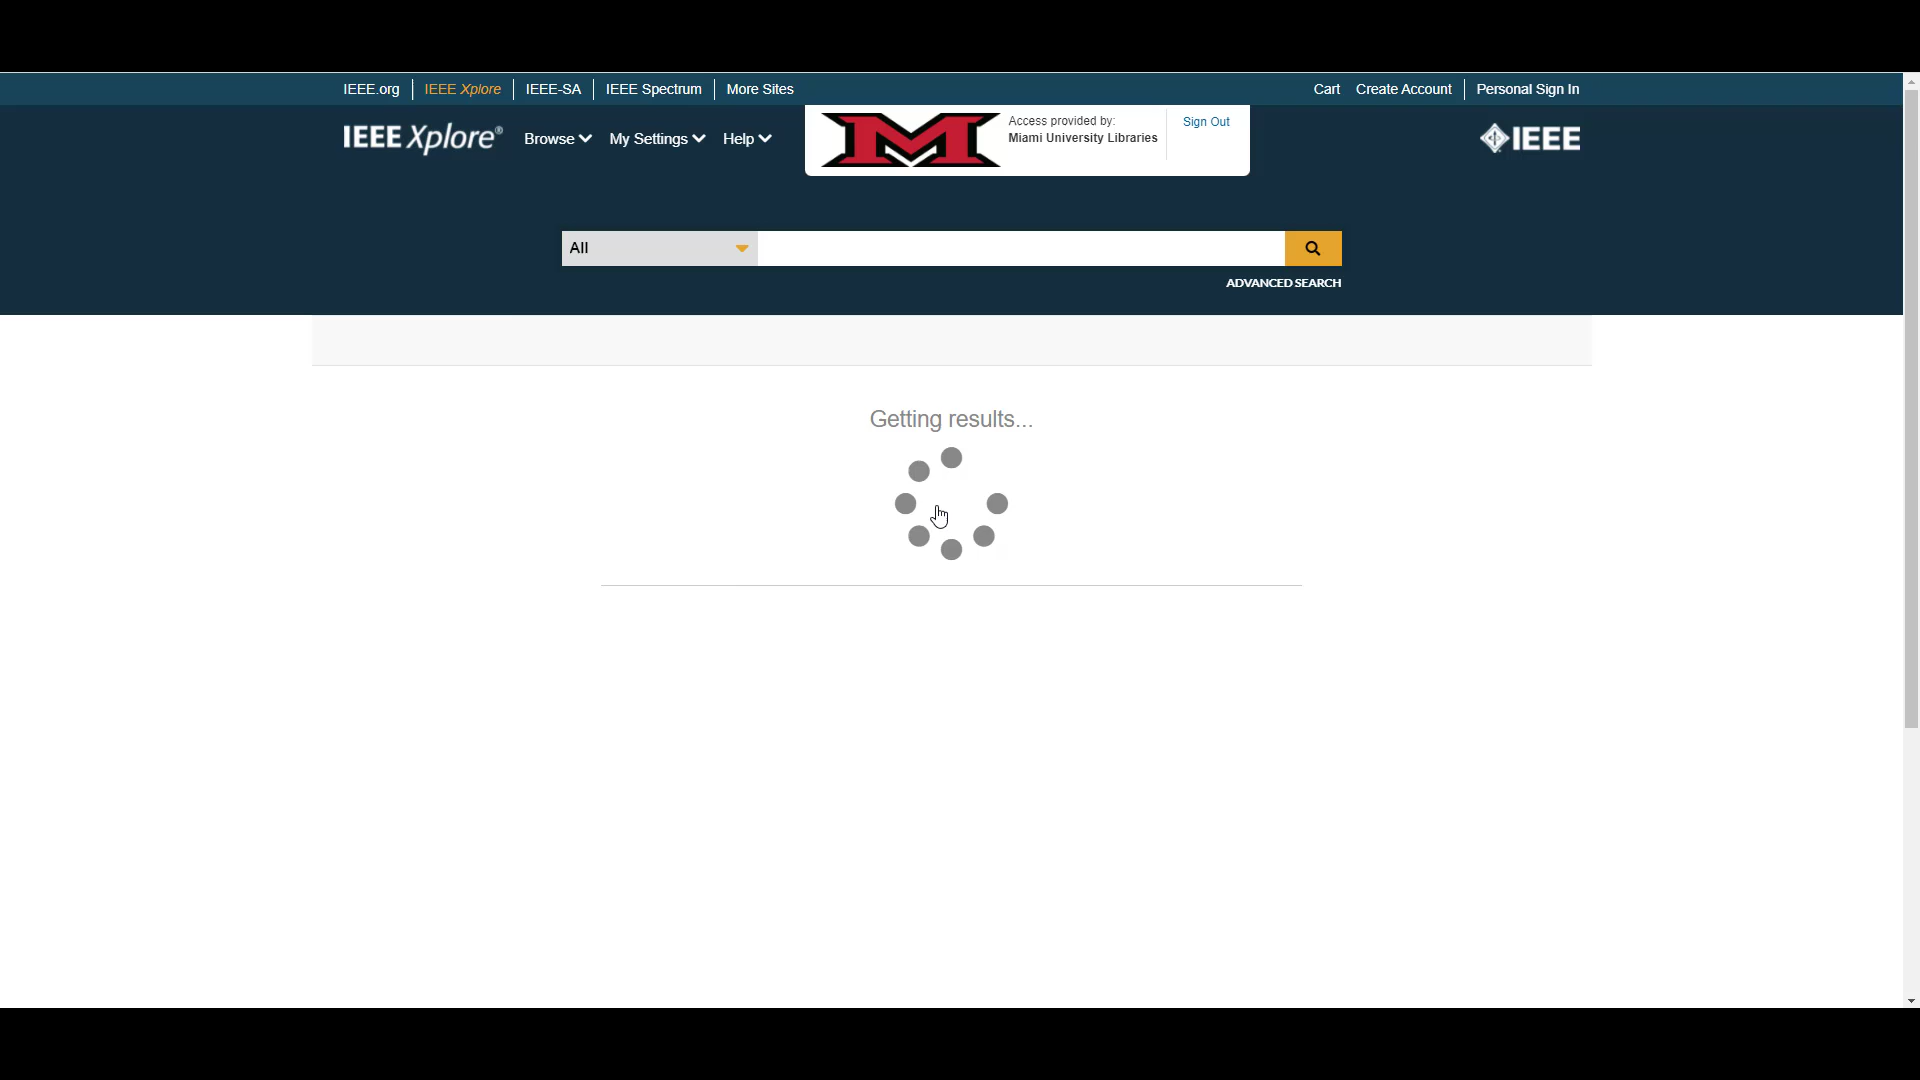 IEEE.org IEEE Xplore IEEE-SA IEEE Spectrum More Sites Cart Create Account Personal Sign In
IEEE Xplore® Browse My Settings Help Access provided by: Miami University Libraries Sign Out IEEE
All
ADVANCED SEARCH
Getting results...